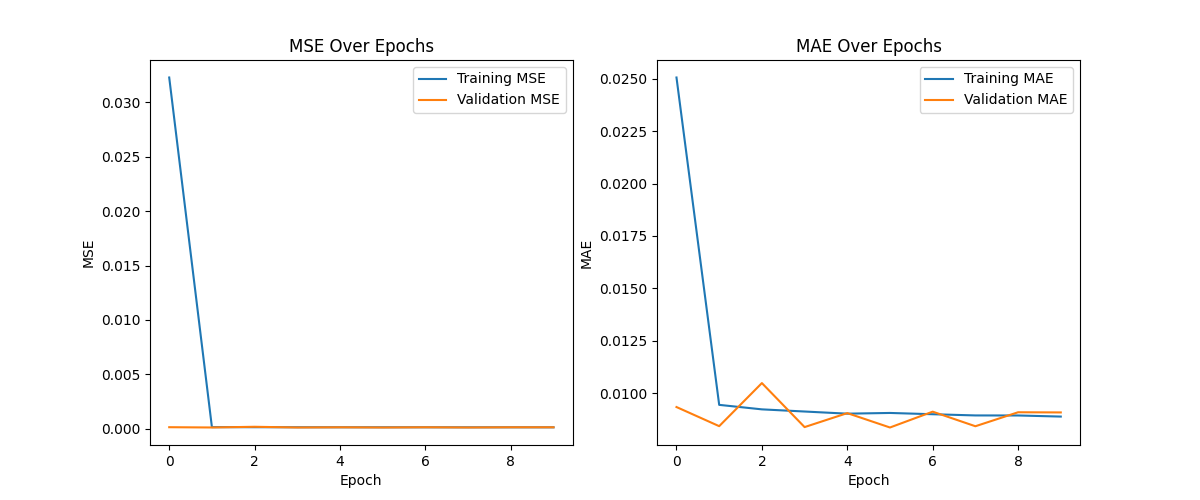 MSE Over Epochs
Training MSE
Validation MSE
0.030
0.025
0.020
0.015
0.010
0.005
0.000
MSE
0
2
4
6
8
Epoch
MAE Over Epochs
Training MAE
Validation MAE
0.0250
0.0225
0.0200
0.0175
0.0150
0.0125
0.0100
MAE
0
2
4
6
8
Epoch